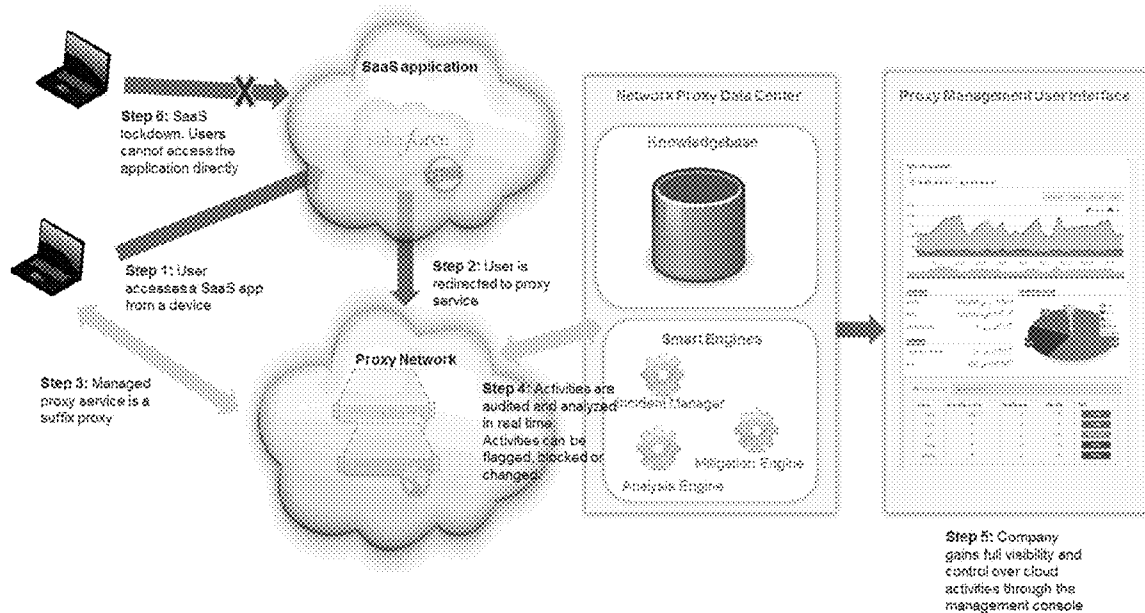 SaaS application
Step 6: SaaS
lockdown. Users
cannot access the
application directly
Step 1: User
accesses a SaaS app
from a device
Step 2: User is
redirected to proxy
service
Step 3: Managed
proxy service is a
suffix proxy
Proxy Network
Step 4: Activities are
audited and analyzed
in real time.
Activities can be
flagged, blocked or
changed.
Network Proxy Data Center
Knowledgebase
Smart Engines
Incident Manager
Mitigation Engine
Analysis Engine
Proxy Management User Interface
Step 5: Company
gains full visibility and
control over cloud
activities through the
management console